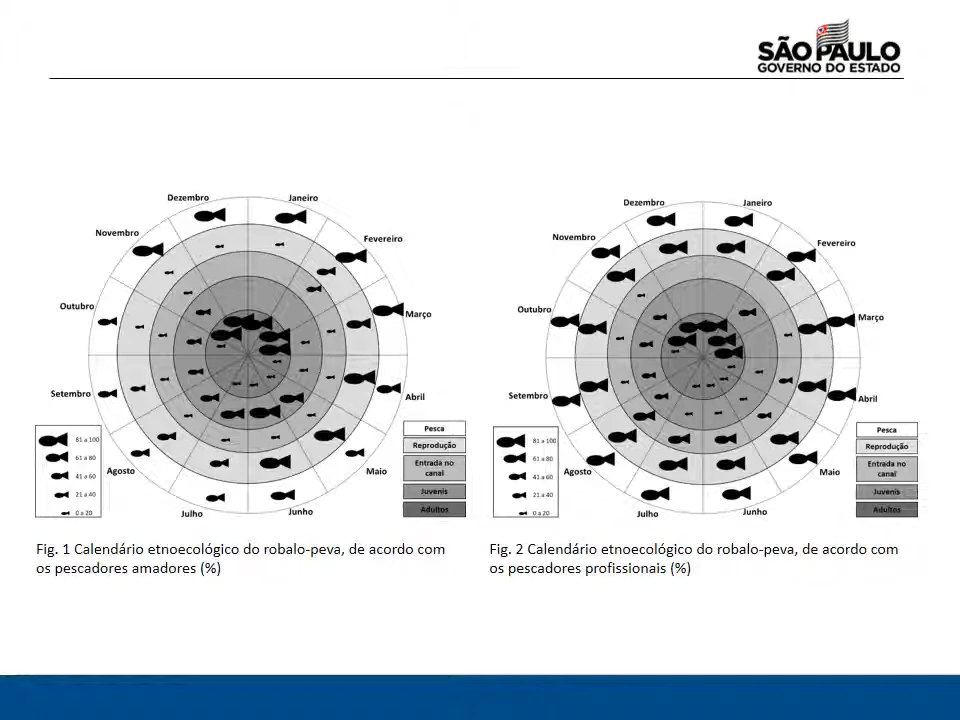 SÃO PAULO
GOVERNO DO ESTADO
Dezembro
Janeiro
Novembro
Fevereiro
Outubro
Março
Setembro
Abril
Agosto
Maio
Julho
Junho
81 a 100
61 a 80
41 a 60
21 a 40
0 a 20
Pesca
Reprodução
Entrada no
canal
Juvenis
Adultos
Fig. 1 Calendário etnoecológico do robalo-peva, de acordo com
os pescadores amadores (%)
Dezembro
Janeiro
Novembro
Fevereiro
Outubro
Março
Setembro
Abril
Agosto
Maio
Julho
Junho
81 a 100
61 a 80
41 a 60
21 a 40
0 a 20
Pesca
Reprodução
Entrada no
canal
Juvenis
Adultos
Fig. 2 Calendário etnoecológico do robalo-peva, de acordo com
os pescadores profissionais (%)